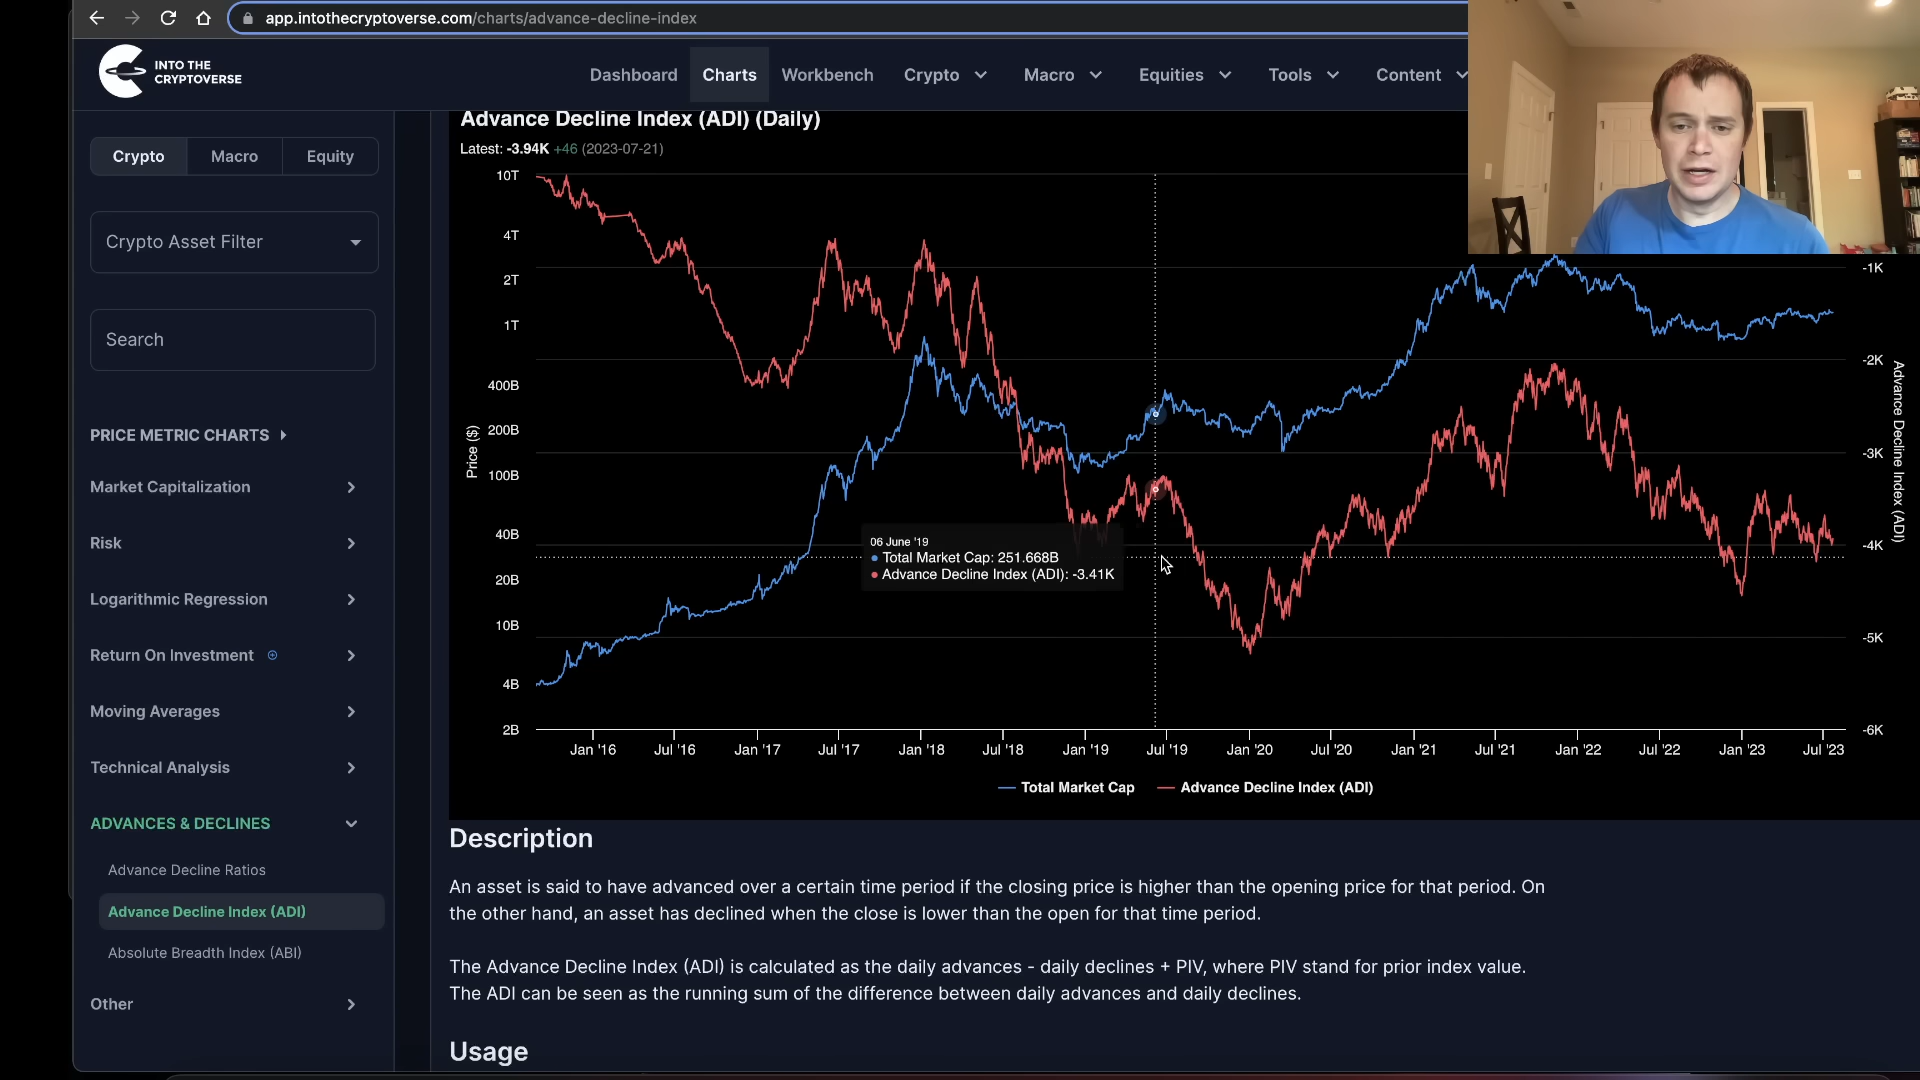 app.intothecryptoverse.com/charts/advance-decline-index
INTO THE
CRYPTOVERSE
Dashboard Charts Workbench Crypto Macro Equities Tools Content
Crypto Macro Equity
Crypto Asset Filter
Search
PRICE METRIC CHARTS
Market Capitalization
Risk
Logarithmic Regression
Return On Investment
Moving Averages
Technical Analysis
ADVANCES & DECLINES
Advance Decline Ratios
Advance Decline Index (ADI)
Absolute Breadth Index (ABI)
Other
Advance Decline Index (ADI) (Daily)
Latest: -3.94K +46 (2023-07-21)
10T
4T
2T
1T
400B
200B
100B
40B
20B
10B
4B
2B
Price ($)
06 June '19
Total Market Cap: 251.668B
Advance Decline Index (ADI): -3.41K
-1K
-2K
-3K
-4K
-5K
-6K
Advance Decline Index (ADI)
Jan '16 Jul '16 Jan '17 Jul '17 Jan '18 Jul '18 Jan '19 Jul '19 Jan '20 Jul '20 Jan '21 Jul '21 Jan '22 Jul '22 Jan '23 Jul '23
Total Market Cap Advance Decline Index (ADI)
Description
An asset is said to have advanced over a certain time period if the closing price is higher than the opening price for that period. On
the other hand, an asset has declined when the close is lower than the open for that time period.
The Advance Decline Index (ADI) is calculated as the daily advances - daily declines + PIV, where PIV stand for prior index value.
The ADI can be seen as the running sum of the difference between daily advances and daily declines.
Usage